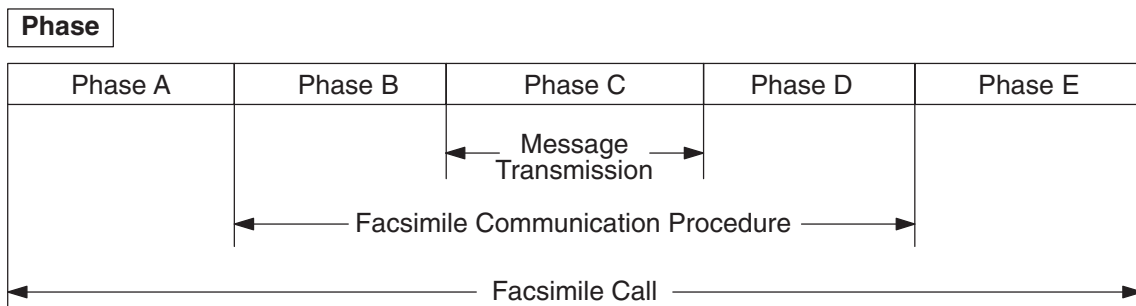 Phase
Phase A Phase B Phase C Phase D Phase E
Message
Transmission
Facsimile Communication Procedure
Facsimile Call